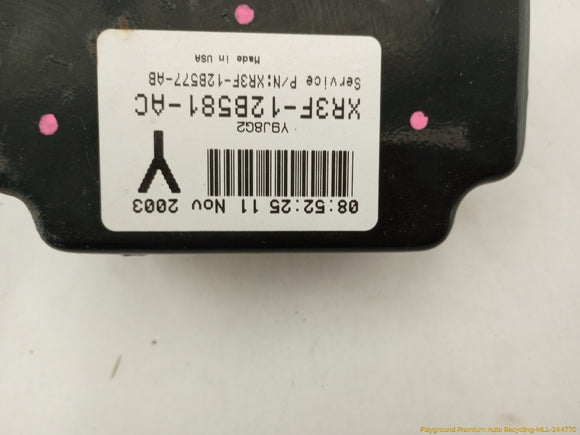 08:52:25 11 Nov 2003
Y
Y9J8G2
XR3F-12B581-AC
Service P/N:XR3F-12B577-AB
Made in USA
Playground Premium Auto Recycling-MLL-244770